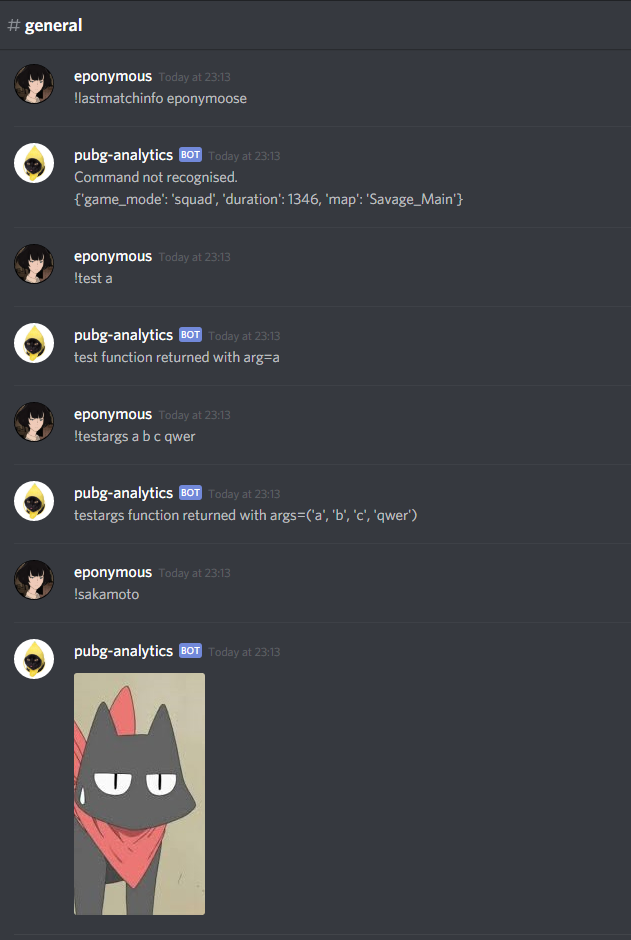 # general
eponymous Today at 23:13
!lastmatchinfo eponymoose
pubg-analytics BOT Today at 23:13
Command not recognised.
{'game_mode': 'squad', 'duration': 1346, 'map': 'Savage_Main'}
eponymous Today at 23:13
!test a
pubg-analytics BOT Today at 23:13
test function returned with arg=a
eponymous Today at 23:13
!testargs a b c qwer
pubg-analytics BOT Today at 23:13
testargs function returned with args=('a', 'b', 'c', 'qwer')
eponymous Today at 23:13
!sakamoto
pubg-analytics BOT Today at 23:13